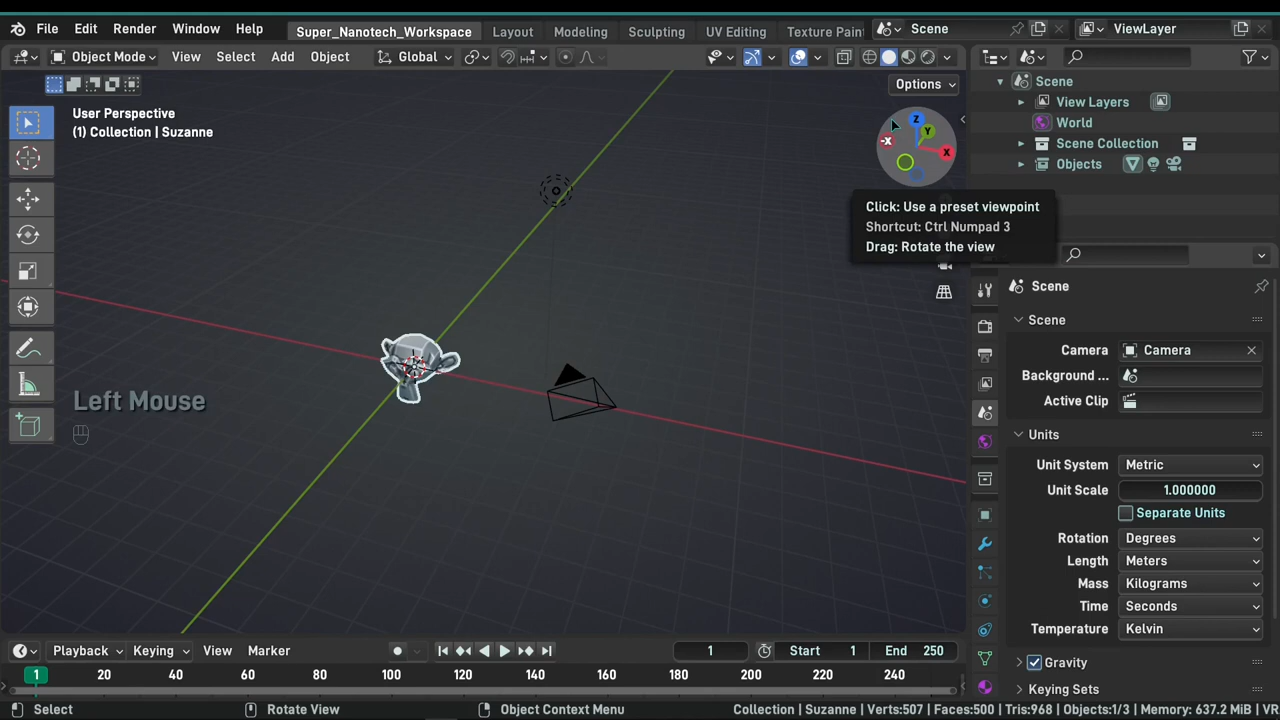 File Edit Render Window Help Super_Nanotech_Workspace Layout Modeling Sculpting UV Editing Texture Pain Scene ViewLayer
Object Mode View Select Add Object Global
Options
User Perspective
(1) Collection | Suzanne
Z
Y
-X
X
Click: Use a preset viewpoint
Shortcut: Ctrl Numpad 3
Drag: Rotate the view
Left Mouse
Scene
View Layers
World
Scene Collection
Objects
Scene
Scene
Camera Camera
Background ...
Active Clip
Units
Unit System Metric
Unit Scale 1.000000
Separate Units
Rotation Degrees
Length Meters
Mass Kilograms
Time Seconds
Temperature Kelvin
Gravity
Keying Sets
Playback Keying View Marker 1 Start 1 End 250
1 20 40 60 80 100 120 140 160 180 200 220 240
Select Rotate View Object Context Menu Collection | Suzanne | Verts:507 | Faces:500 | Tris:968 | Objects:1/3 | Memory: 637.2 MiB | VR